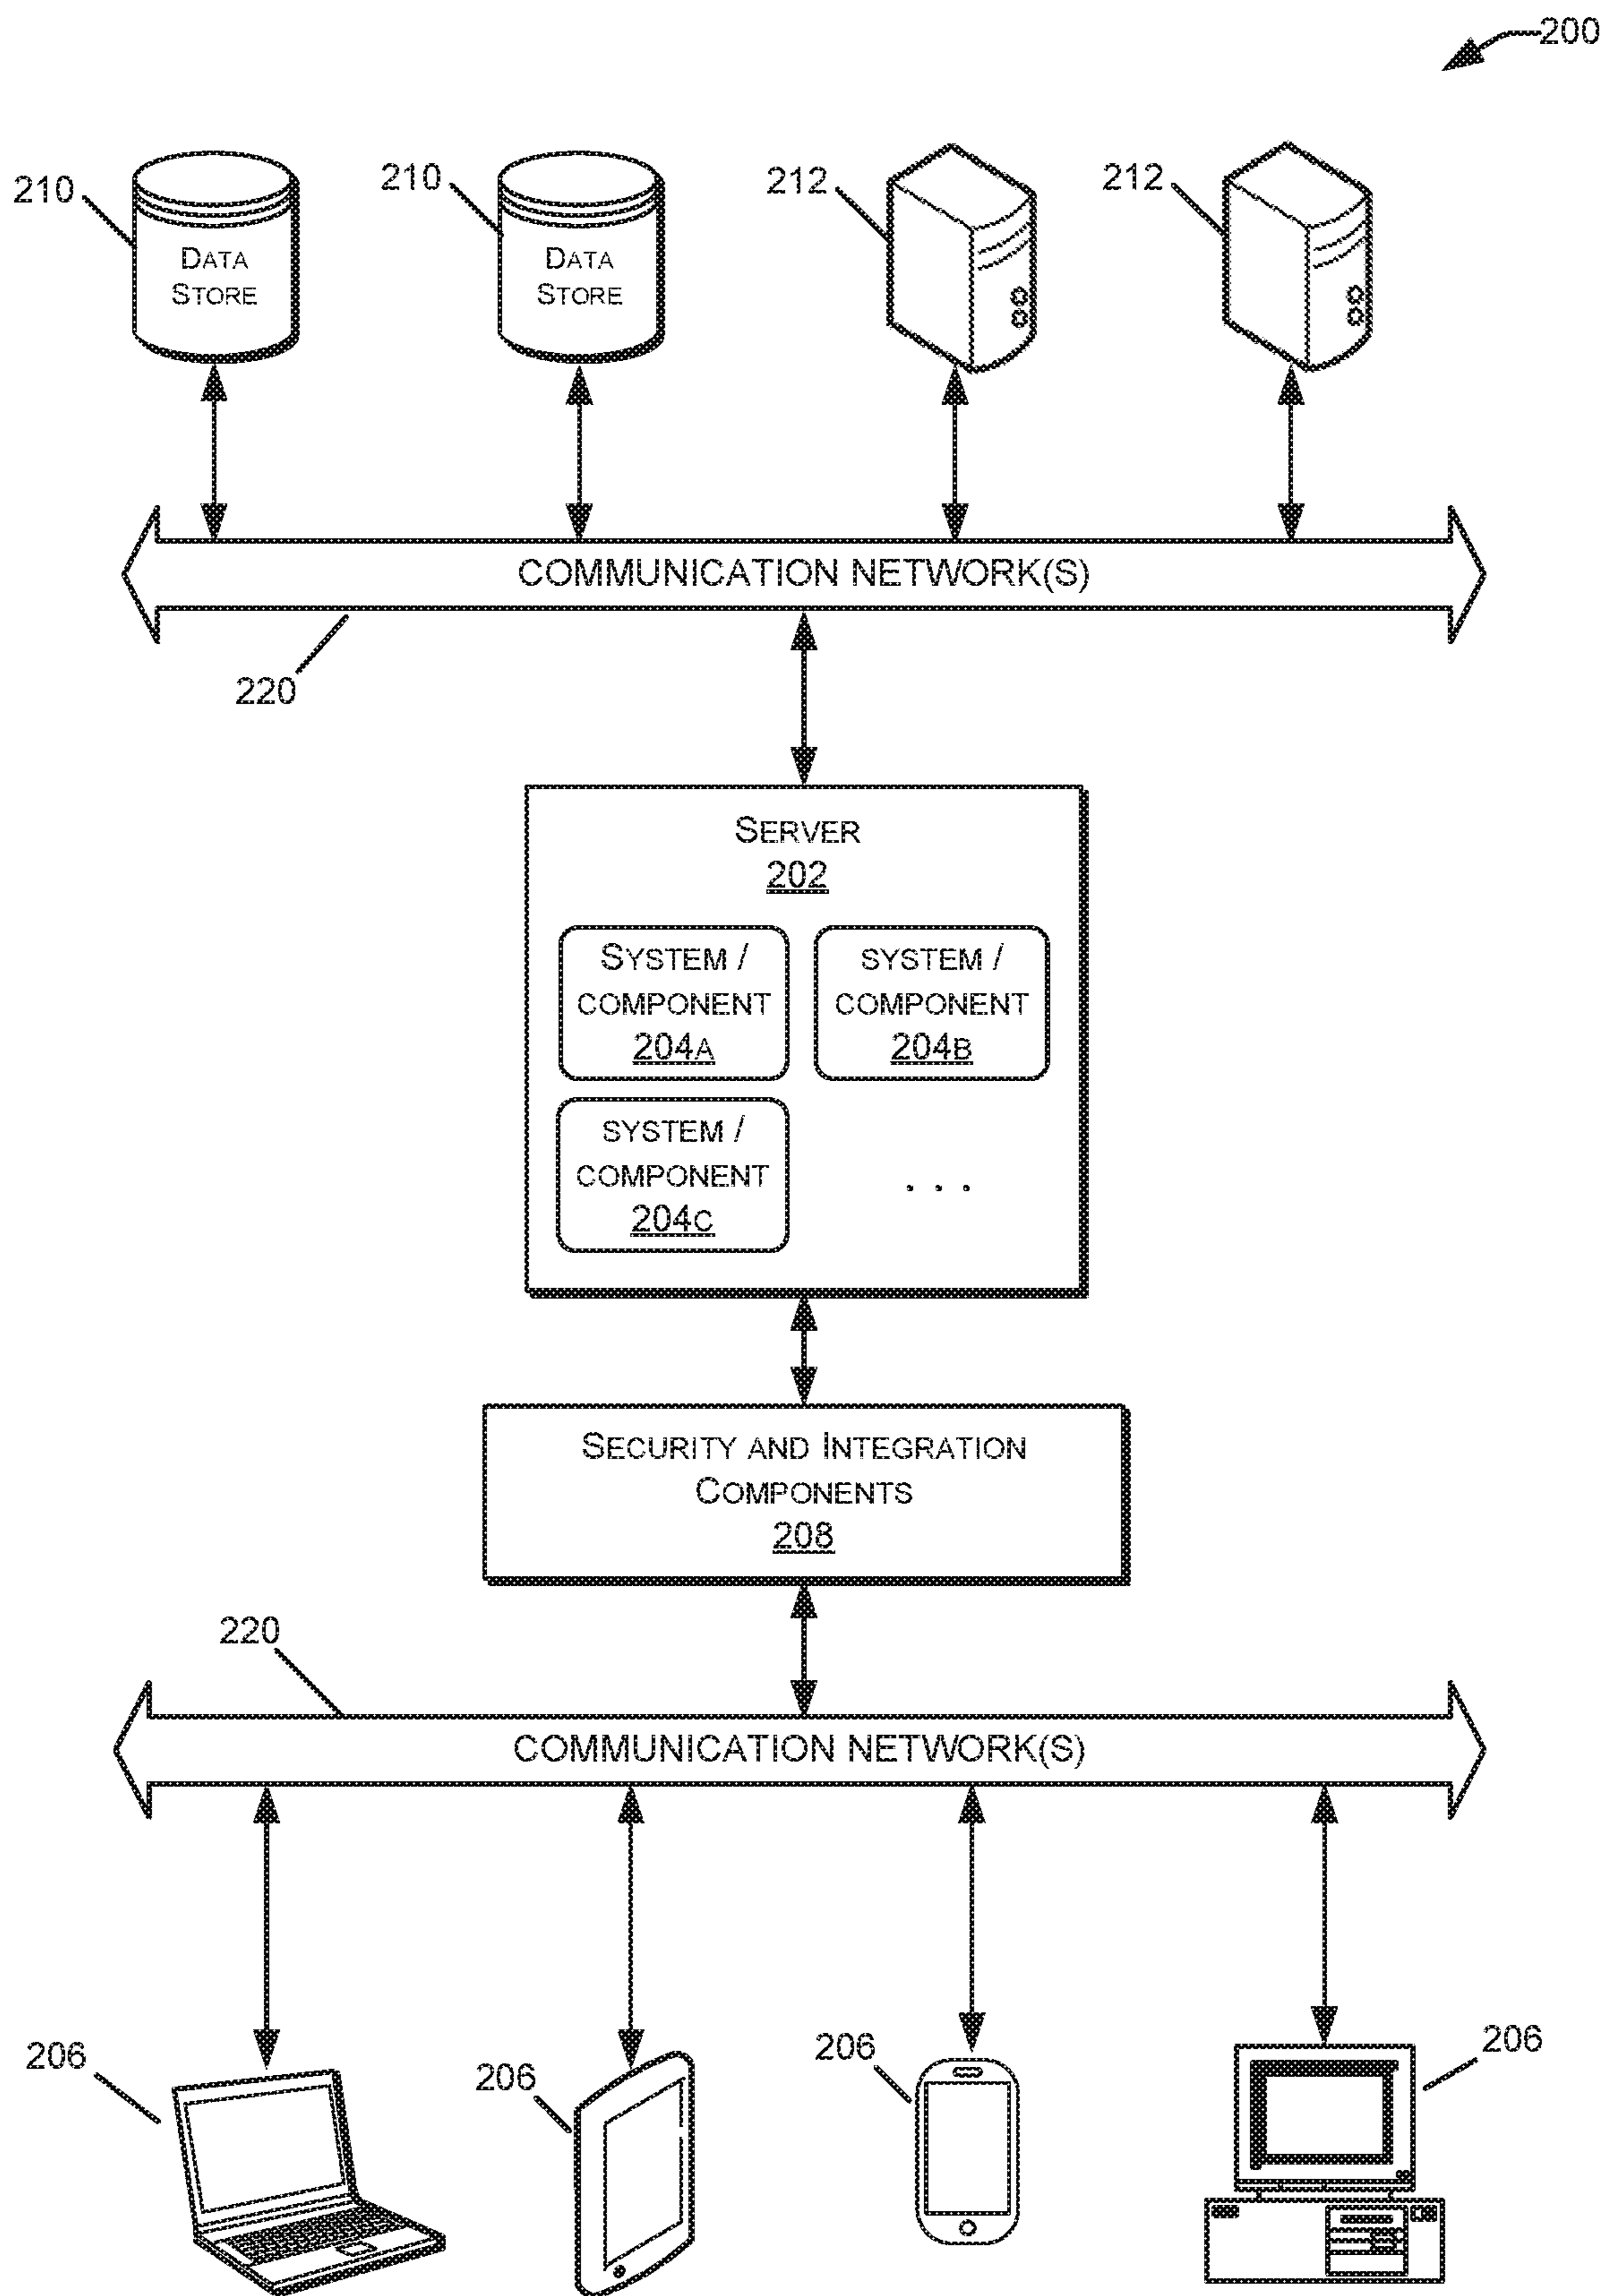 200
210
210
212
212
DATA
STORE
DATA
STORE
COMMUNICATION NETWORK(S)
220
SERVER
202
SYSTEM /
COMPONENT
204A
SYSTEM /
COMPONENT
204B
SYSTEM /
COMPONENT
204C
. . .
SECURITY AND INTEGRATION
COMPONENTS
208
220
COMMUNICATION NETWORK(S)
206
206
206
206